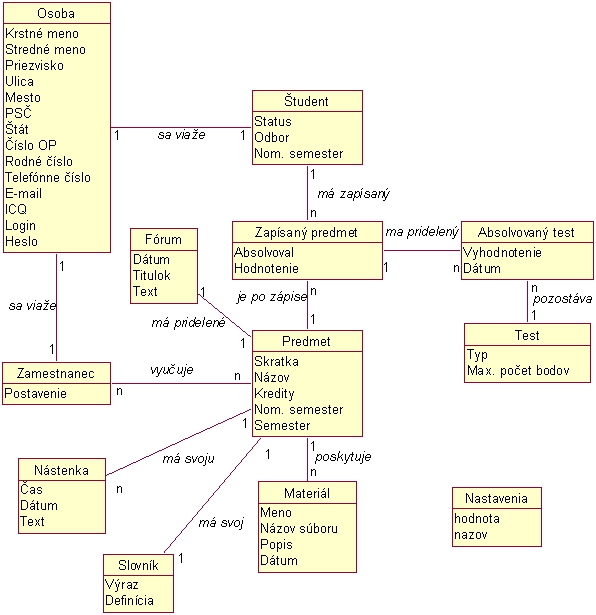 Osoba
Krstné meno
Stredné meno
Priezvisko
Ulica
Mesto
PSČ
Štát
Číslo OP
Rodné číslo
Telefónne číslo
E-mail
ICQ
Login
Heslo
1
sa viaže
1
Študent
Status
Odbor
Nom. semester
1
má zapísaný
n
Zapísaný predmet
Absolvoval
Hodnotenie
ma pridelený
1
n
Absolvovaný test
Vyhodnotenie
Dátum
n
pozostáva
1
Test
Typ
Max. počet bodov
Fórum
Dátum
Titulok
Text
1
má pridelené
1
n
je po zápise
1
1
sa viaže
1
Zamestnanec
Postavenie
n
vyučuje
n
Predmet
Skratka
Názov
Kredity
Nom. semester
Semester
1
má svoju
n
Nástenka
Čas
Dátum
Text
1
má svoj
1
Slovník
Výraz
Definícia
1
poskytuje
n
Materiál
Meno
Názov súboru
Popis
Dátum
Nastavenia
hodnota
nazov